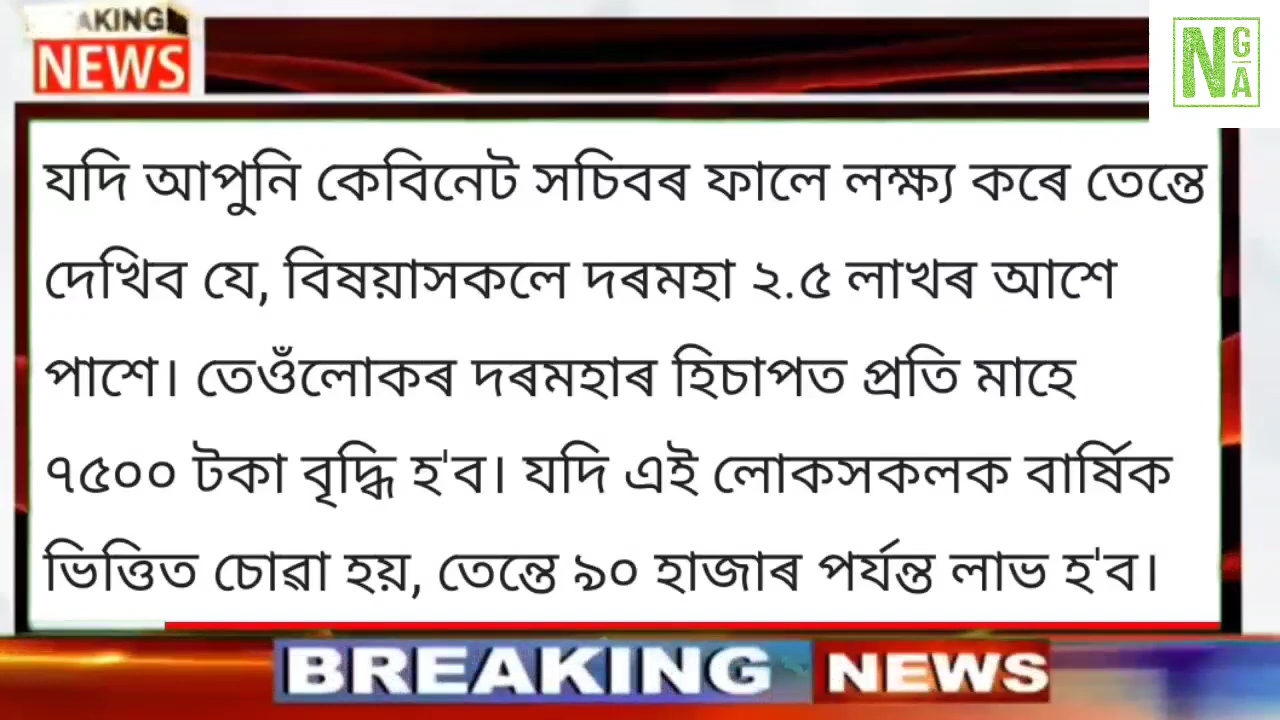 BREAKING
NEWS
NGA
যদি আপুনি কেবিনেট সচিবৰ ফালে লক্ষ্য কৰে তেন্তে
দেখিব যে, বিষয়াসকলে দৰমহা ২.৫ লাখৰ আশে
পাশে। তেওঁলোকৰ দৰমহাৰ হিচাপত প্ৰতি মাহে
৭৫০০ টকা বৃদ্ধি হ'ব। যদি এই লোকসকলক বাৰ্ষিক
ভিত্তিত চোৱা হয়, তেন্তে ৯০ হাজাৰ পৰ্যন্ত লাভ হ'ব।
BREAKING NEWS